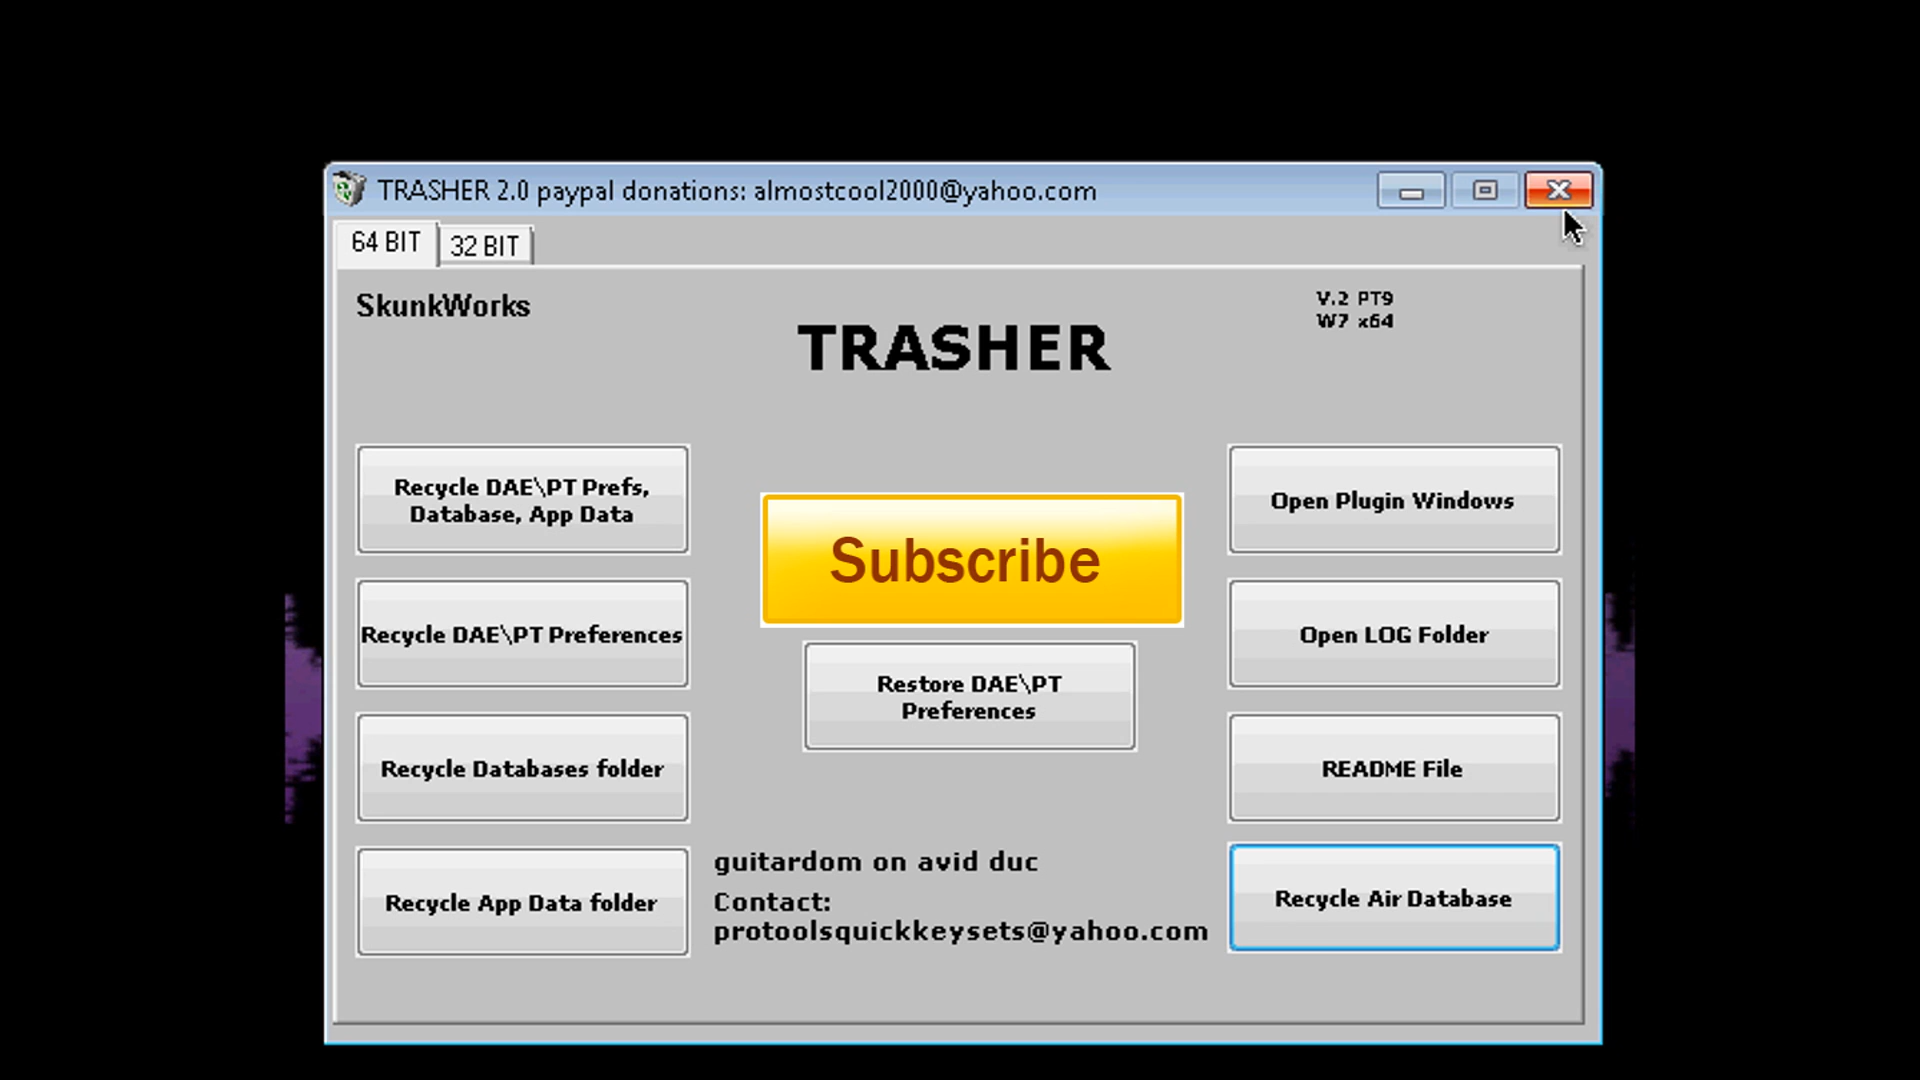 TRASHER 2.0 paypal donations: almostcool2000@yahoo.com
64 BIT
32 BIT
SkunkWorks
V.2 PT9
W7 x64
TRASHER
Recycle DAE\PT Prefs,
Database, App Data
Open Plugin Windows
Subscribe
Recycle DAE\PT Preferences
Open LOG Folder
Restore DAE\PT
Preferences
Recycle Databases folder
README File
guitardom on avid duc
Recycle App Data folder
Contact:
protoolsquickkeysets@yahoo.com
Recycle Air Database